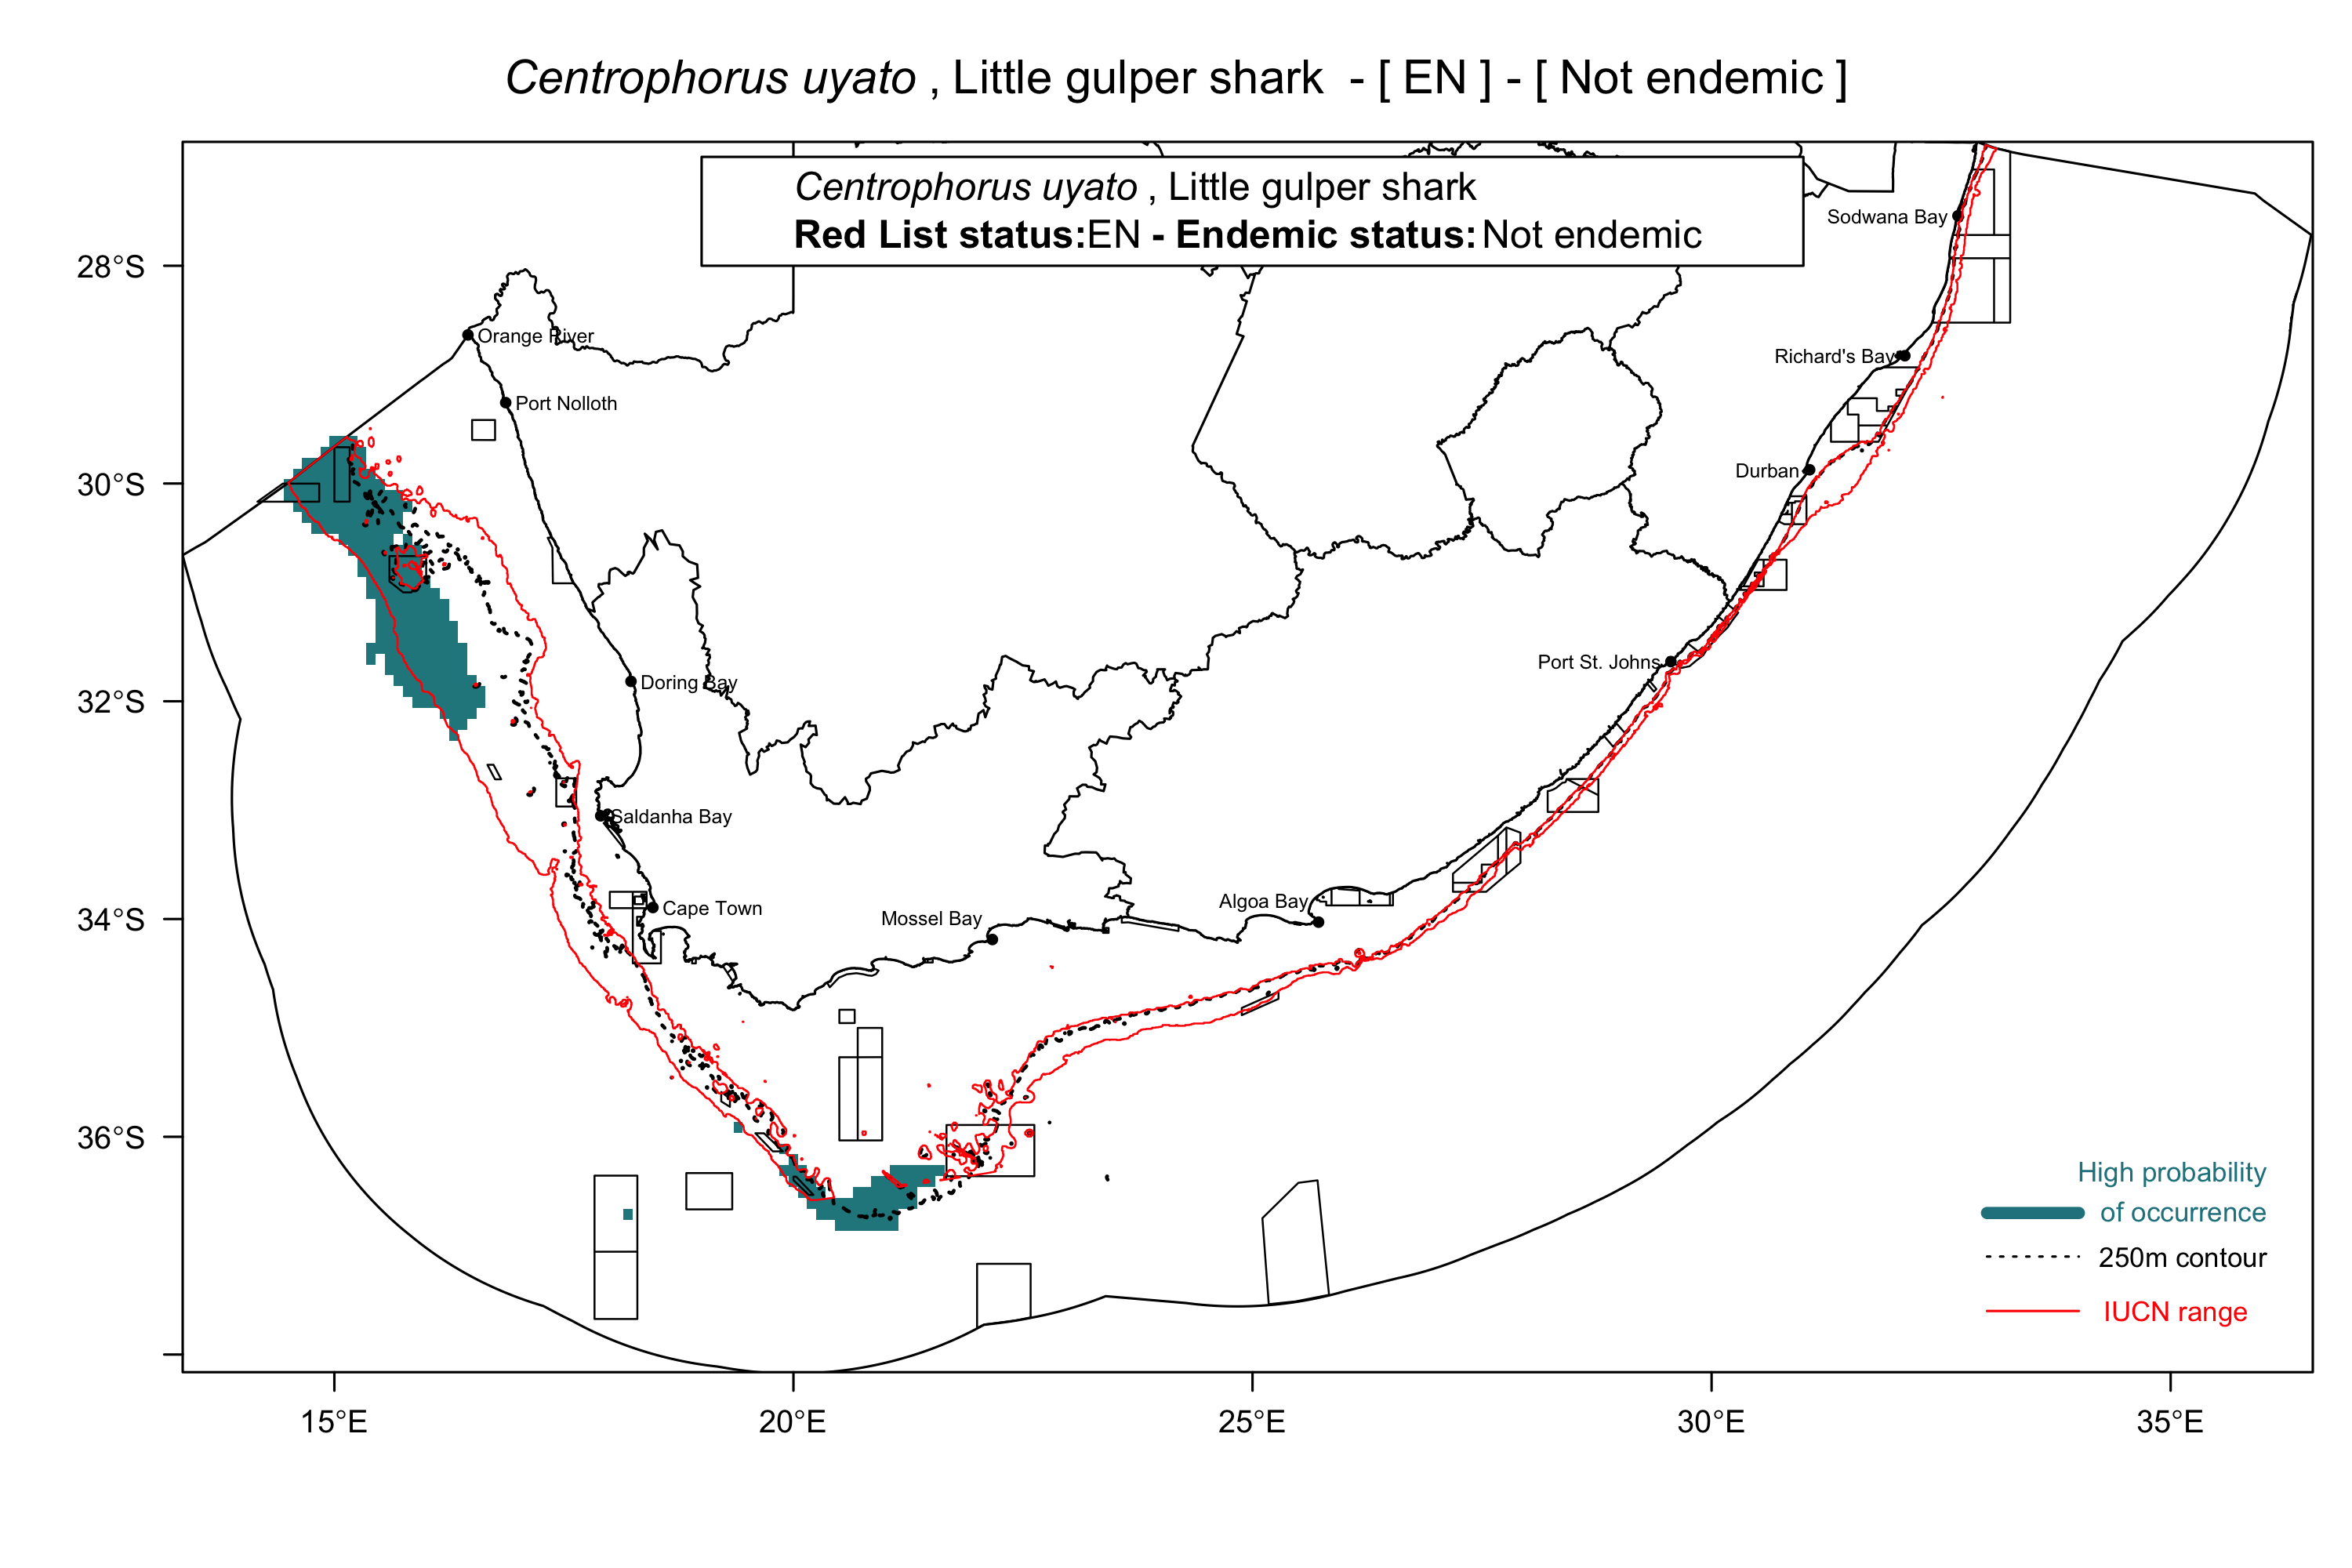 Centrophorus uyato , Little gulper shark - [ EN ] - [ Not endemic ]
Centrophorus uyato , Little gulper shark
Red List status:EN - Endemic status: Not endemic
Sodwana Bay
28°S
Orange River
Richard's Bay
Port Nolloth
Durban
30°S
Port St. Johns
Doring Bay
32°S
Saldanha Bay
Algoa Bay
Cape Town
Mossel Bay
34°S
36°S
High probability
of occurrence
250m contour
IUCN range
15°E
20°E
25°E
30°E
35°E